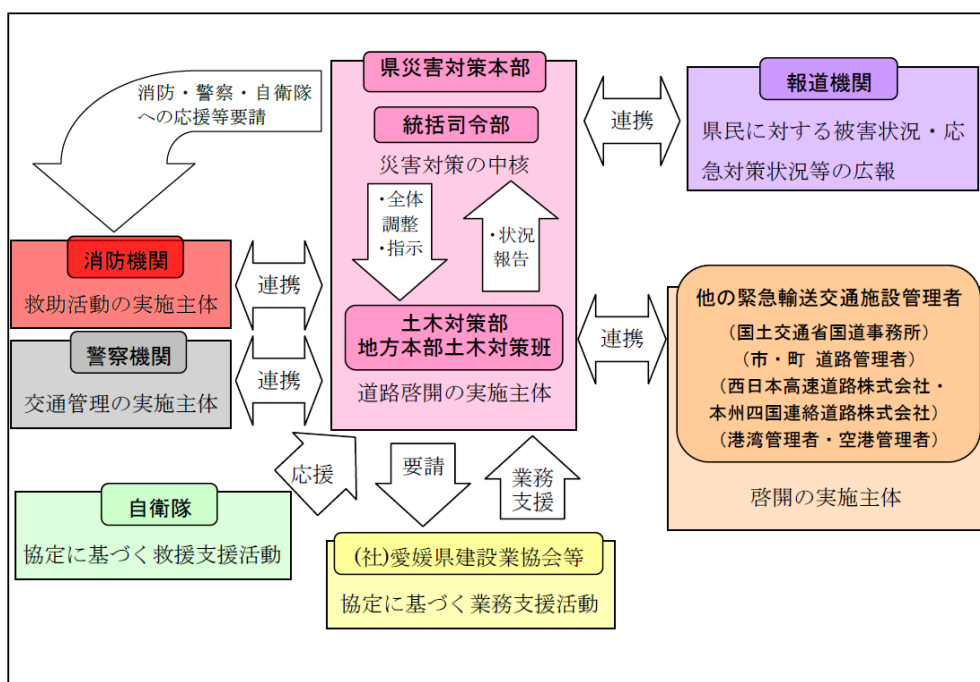 県災害対策本部
消防・警察・自衛隊
への応援等要請
統括司令部
災害対策の中核
・全体
調整
・指示
・状況
報告
土木対策部
地方本部土木対策班
道路啓開の実施主体
連携
報道機関
県民に対する被害状況・応
急対策状況等の広報
消防機関
救助活動の実施主体
連携
警察機関
交通管理の実施主体
連携
連携
他の緊急輸送交通施設管理者
(国土交通省国道事務所)
(市・町 道路管理者)
(西日本高速道路株式会社・
本州四国連絡道路株式会社)
(港湾管理者・空港管理者)
啓開の実施主体
応援
要請
業務
支援
自衛隊
協定に基づく救援支援活動
(社)愛媛県建設業協会等
協定に基づく業務支援活動